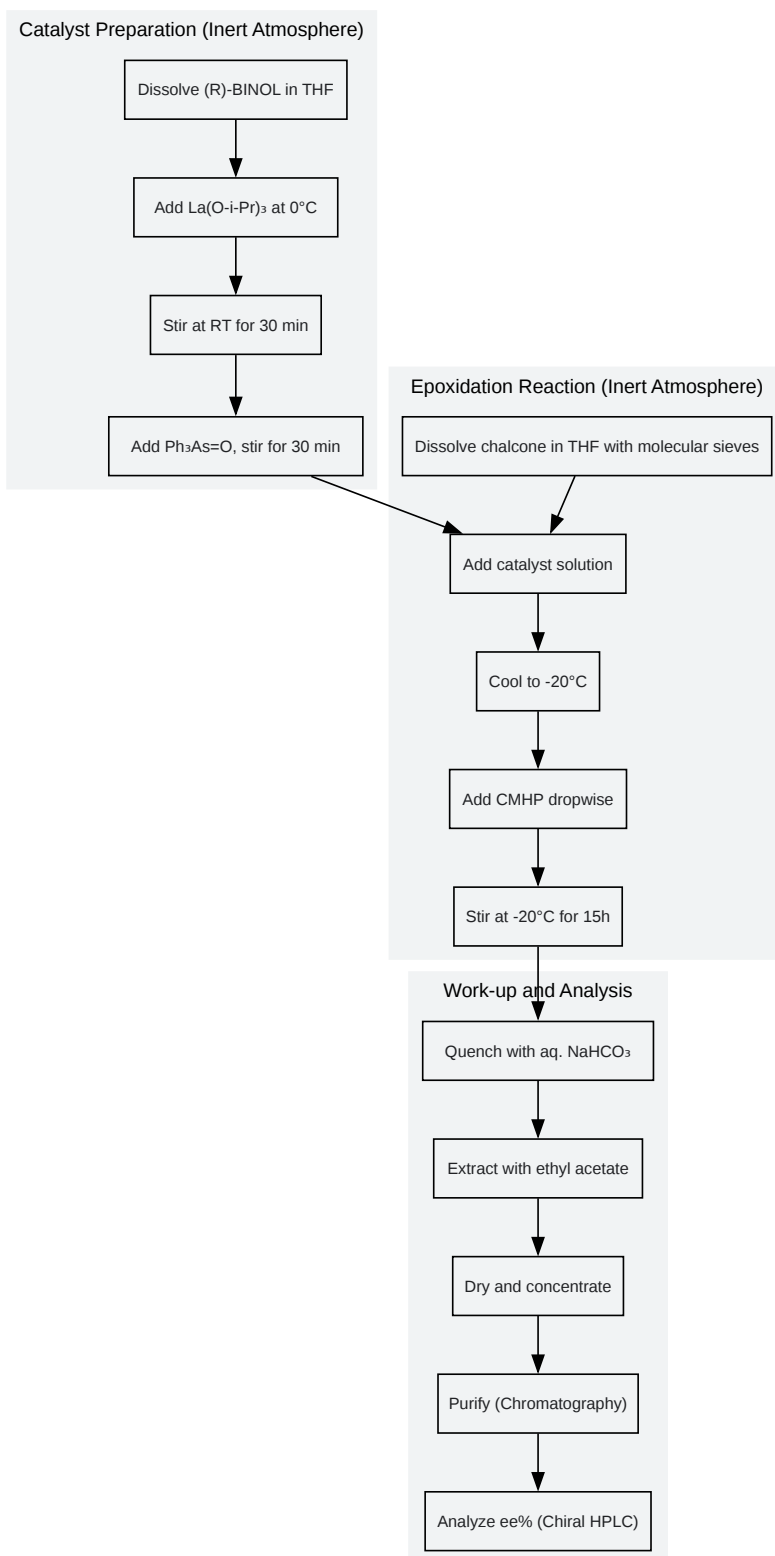 Catalyst Preparation (Inert Atmosphere)
Dissolve (R)-BINOL in THF
Add La(O-i-Pr)₃ at 0°C
Stir at RT for 30 min
Add Ph₃As=O, stir for 30 min
Epoxidation Reaction (Inert Atmosphere)
Dissolve chalcone in THF with molecular sieves
Add catalyst solution
Cool to -20°C
Add CMHP dropwise
Stir at -20°C for 15h
Work-up and Analysis
Quench with aq. NaHCO₃
Extract with ethyl acetate
Dry and concentrate
Purify (Chromatography)
Analyze ee% (Chiral HPLC)